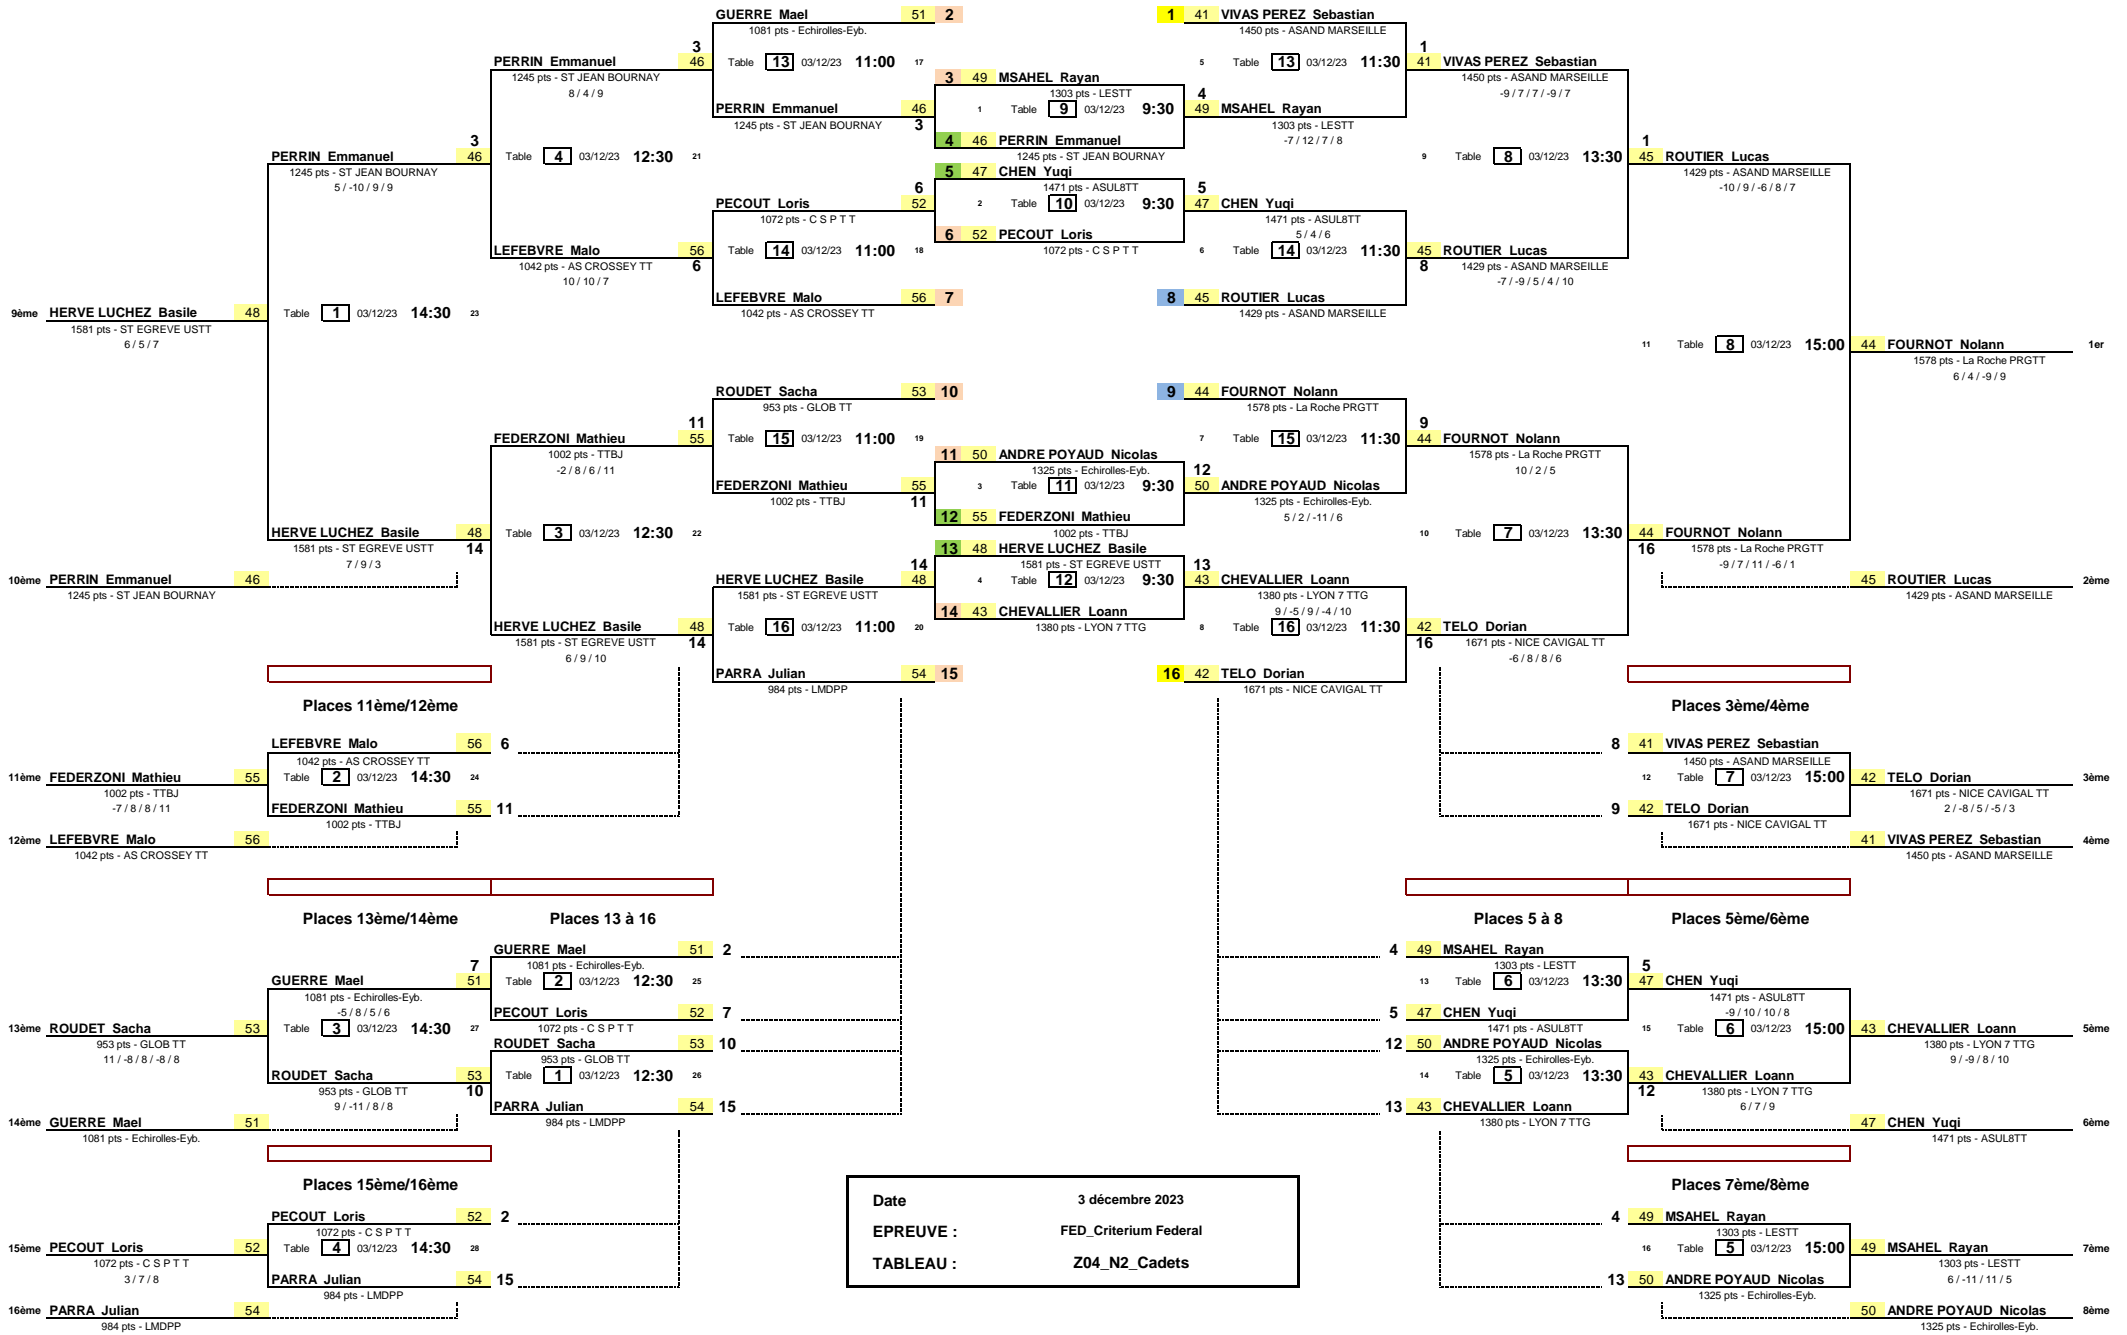 GUERRE Mael 51 2 1 41 VIVAS PEREZ Sebastian
1081 pts - Echirolles-Eyb. 1450 pts - ASAND MARSEILLE
3 1
PERRIN Emmanuel 46 Table 13 03/12/23 11:00 17 5 Table 13 03/12/23 11:30 41 VIVAS PEREZ Sebastian
1245 pts - ST JEAN BOURNAY 3 49 MSAHEL Rayan 1450 pts - ASAND MARSEILLE
8 / 4 / 9 1303 pts - LESTT 4 -9 / 7 / 7 / -9 / 7
PERRIN Emmanuel 46 1 Table 9 03/12/23 9:30 49 MSAHEL Rayan
1245 pts - ST JEAN BOURNAY 3 1303 pts - LESTT
3 4 46 PERRIN Emmanuel -7 / 12 / 7 / 8 1
PERRIN Emmanuel 46 Table 4 03/12/23 12:30 21 1245 pts - ST JEAN BOURNAY 9 Table 8 03/12/23 13:30 45 ROUTIER Lucas
1245 pts - ST JEAN BOURNAY 5 47 CHEN Yuqi 1429 pts - ASAND MARSEILLE
5 / -10 / 9 / 9 6 1471 pts - ASUL8TT 5 -10 / 9 / -6 / 8 / 7
PECOUT Loris 52 2 Table 10 03/12/23 9:30 47 CHEN Yuqi
1072 pts - C S P T T 1471 pts - ASUL8TT
6 52 PECOUT Loris 5 / 4 / 6
LEFEBVRE Malo 56 Table 14 03/12/23 11:00 18 1072 pts - C S P T T 6 Table 14 03/12/23 11:30 45 ROUTIER Lucas
1042 pts - AS CROSSEY TT 6 8 1429 pts - ASAND MARSEILLE
10 / 10 / 7 -7 / -9 / 5 / 4 / 10
LEFEBVRE Malo 56 7 8 45 ROUTIER Lucas
9ème HERVE LUCHEZ Basile 48 Table 1 03/12/23 14:30 23 1042 pts - AS CROSSEY TT 1429 pts - ASAND MARSEILLE
1581 pts - ST EGREVE USTT
6 / 5 / 7 11 Table 8 03/12/23 15:00 44 FOURNOT Nolann 1er
1578 pts - La Roche PRGTT
6 / 4 / -9 / 9
ROUDET Sacha 53 10 9 44 FOURNOT Nolann
953 pts - GLOB TT 1578 pts - La Roche PRGTT
11 9
FEDERZONI Mathieu 55 Table 15 03/12/23 11:00 19 7 Table 15 03/12/23 11:30 44 FOURNOT Nolann
1002 pts - TTBJ 11 50 ANDRE POYAUD Nicolas 1578 pts - La Roche PRGTT
-2 / 8 / 6 / 11 1325 pts - Echirolles-Eyb. 12 10 / 2 / 5
FEDERZONI Mathieu 55 3 Table 11 03/12/23 9:30 50 ANDRE POYAUD Nicolas
1002 pts - TTBJ 11 1325 pts - Echirolles-Eyb.
12 55 FEDERZONI Mathieu 5 / 2 / -11 / 6
HERVE LUCHEZ Basile 48 Table 3 03/12/23 12:30 22 1002 pts - TTBJ 10 Table 7 03/12/23 13:30 44 FOURNOT Nolann
1581 pts - ST EGREVE USTT 14 13 48 HERVE LUCHEZ Basile 16 1578 pts - La Roche PRGTT
7 / 9 / 3 14 1581 pts - ST EGREVE USTT 13 -9 / 7 / 11 / -6 / 1
10ème PERRIN Emmanuel 46 HERVE LUCHEZ Basile 48 4 Table 12 03/12/23 9:30 43 CHEVALLIER Loann 45 ROUTIER Lucas 2ème
1245 pts - ST JEAN BOURNAY 1581 pts - ST EGREVE USTT 1380 pts - LYON 7 TTG 1429 pts - ASAND MARSEILLE
14 43 CHEVALLIER Loann 9 / -5 / 9 / -4 / 10
HERVE LUCHEZ Basile 48 Table 16 03/12/23 11:00 20 1380 pts - LYON 7 TTG 8 Table 16 03/12/23 11:30 42 TELO Dorian
1581 pts - ST EGREVE USTT 14 16 1671 pts - NICE CAVIGAL TT
6 / 9 / 10 -6 / 8 / 8 / 6
PARRA Julian 54 15 16 42 TELO Dorian
984 pts - LMDPP 1671 pts - NICE CAVIGAL TT
Places 11ème/12ème Places 3ème/4ème
LEFEBVRE Malo 56 6 8 41 VIVAS PEREZ Sebastian
1042 pts - AS CROSSEY TT 1450 pts - ASAND MARSEILLE
11ème FEDERZONI Mathieu 55 Table 2 03/12/23 14:30 24 12 Table 7 03/12/23 15:00 42 TELO Dorian 3ème
1002 pts - TTBJ 1671 pts - NICE CAVIGAL TT
-7 / 8 / 8 / 11 FEDERZONI Mathieu 55 11 9 42 TELO Dorian 2 / -8 / 5 / -5 / 3
1002 pts - TTBJ 1671 pts - NICE CAVIGAL TT
12ème LEFEBVRE Malo 56 41 VIVAS PEREZ Sebastian 4ème
1042 pts - AS CROSSEY TT 1450 pts - ASAND MARSEILLE
Places 13ème/14ème Places 13 à 16 Places 5 à 8 Places 5ème/6ème
GUERRE Mael 51 2 4 49 MSAHEL Rayan
7 1081 pts - Echirolles-Eyb. 1303 pts - LESTT 5
GUERRE Mael 51 Table 2 03/12/23 12:30 25 13 Table 6 03/12/23 13:30 47 CHEN Yuqi
1081 pts - Echirolles-Eyb. 1471 pts - ASUL8TT
-5 / 8 / 5 / 6 PECOUT Loris 52 7 5 47 CHEN Yuqi -9 / 10 / 10 / 8
13ème ROUDET Sacha 53 Table 3 03/12/23 14:30 27 1072 pts - C S P T T 1471 pts - ASUL8TT 15 Table 6 03/12/23 15:00 43 CHEVALLIER Loann 5ème
953 pts - GLOB TT ROUDET Sacha 53 10 12 50 ANDRE POYAUD Nicolas 1380 pts - LYON 7 TTG
11 / -8 / 8 / -8 / 8 953 pts - GLOB TT 1325 pts - Echirolles-Eyb. 9 / -9 / 8 / 10
ROUDET Sacha 53 Table 1 03/12/23 12:30 26 14 Table 5 03/12/23 13:30 43 CHEVALLIER Loann
953 pts - GLOB TT 10 12 1380 pts - LYON 7 TTG
9 / -11 / 8 / 8 PARRA Julian 54 15 13 43 CHEVALLIER Loann 6 / 7 / 9
14ème GUERRE Mael 51 984 pts - LMDPP 1380 pts - LYON 7 TTG 47 CHEN Yuqi 6ème
1081 pts - Echirolles-Eyb. 1471 pts - ASUL8TT
Places 15ème/16ème Places 7ème/8ème
Date 3 décembre 2023
PECOUT Loris 52 2 4 49 MSAHEL Rayan
1072 pts - C S P T T EPREUVE : FED_Criterium Federal 1303 pts - LESTT
15ème PECOUT Loris 52 Table 4 03/12/23 14:30 28 16 Table 5 03/12/23 15:00 49 MSAHEL Rayan 7ème
1072 pts - C S P T T TABLEAU : Z04_N2_Cadets 1303 pts - LESTT
3 / 7 / 8 PARRA Julian 54 15 13 50 ANDRE POYAUD Nicolas 6 / -11 / 11 / 5
984 pts - LMDPP 1325 pts - Echirolles-Eyb.
16ème PARRA Julian 54 50 ANDRE POYAUD Nicolas 8ème
984 pts - LMDPP 1325 pts - Echirolles-Eyb.